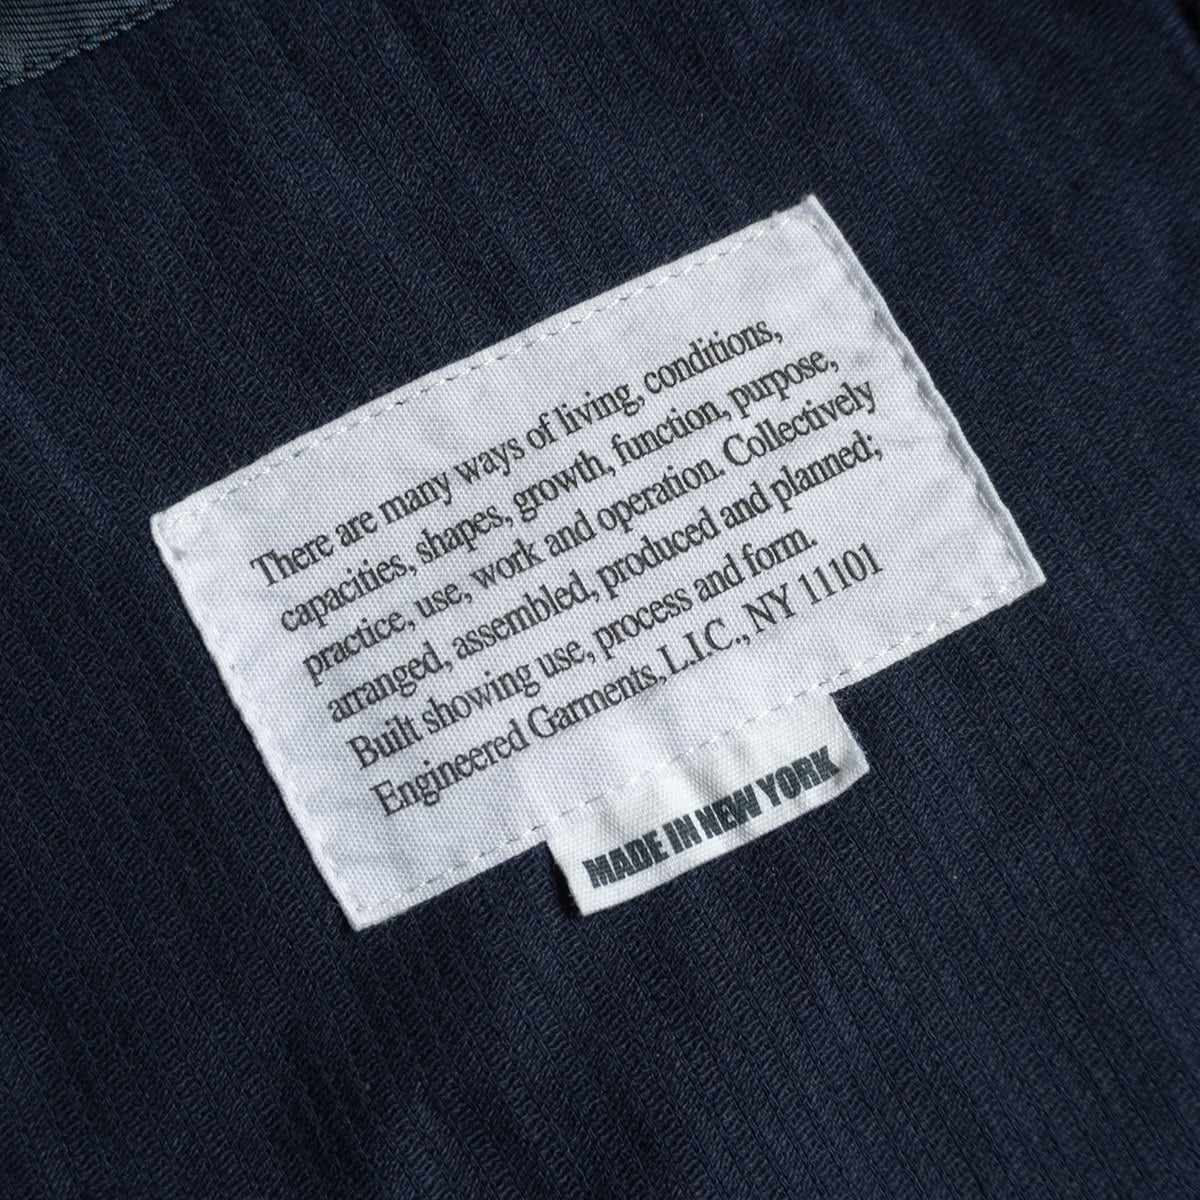 There are many ways of living, conditions,
capacities, shapes, growth, function, purpose,
practice, use, work and operation. Collectively
arranged, assembled, produced and planned;
Built showing use, process and form.
Engineered Garments, L.I.C., NY 11101
MADE IN NEW YORK